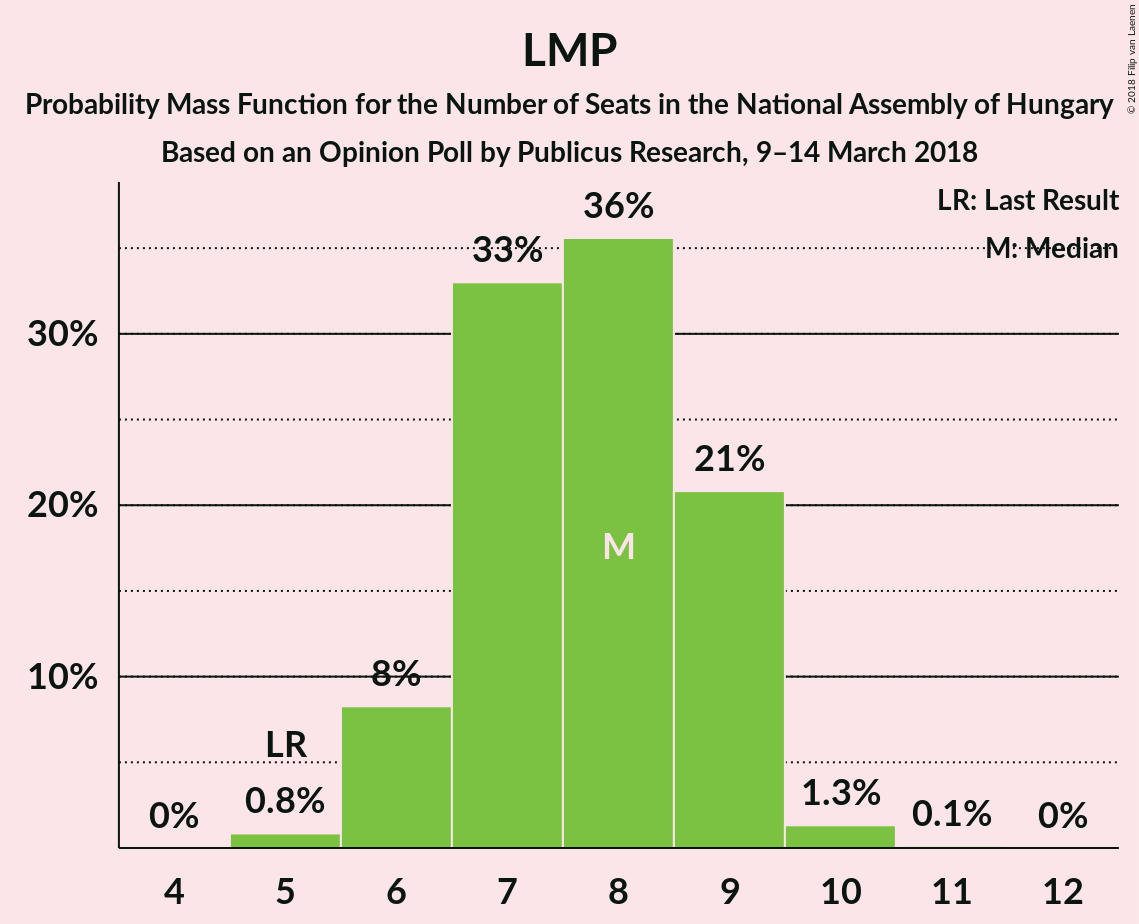 LMP
Probability Mass Function for the Number of Seats in the National Assembly of Hungary
Based on an Opinion Poll by Publicus Research, 9–14 March 2018
© 2018 Filip van Laenen
LR: Last Result
M: Median
36%
33%
30%
21%
20%
M
10%
8%
LR
0%
0.8%
1.3%
0.1%
0%
4 5 6 7 8 9 10 11 12